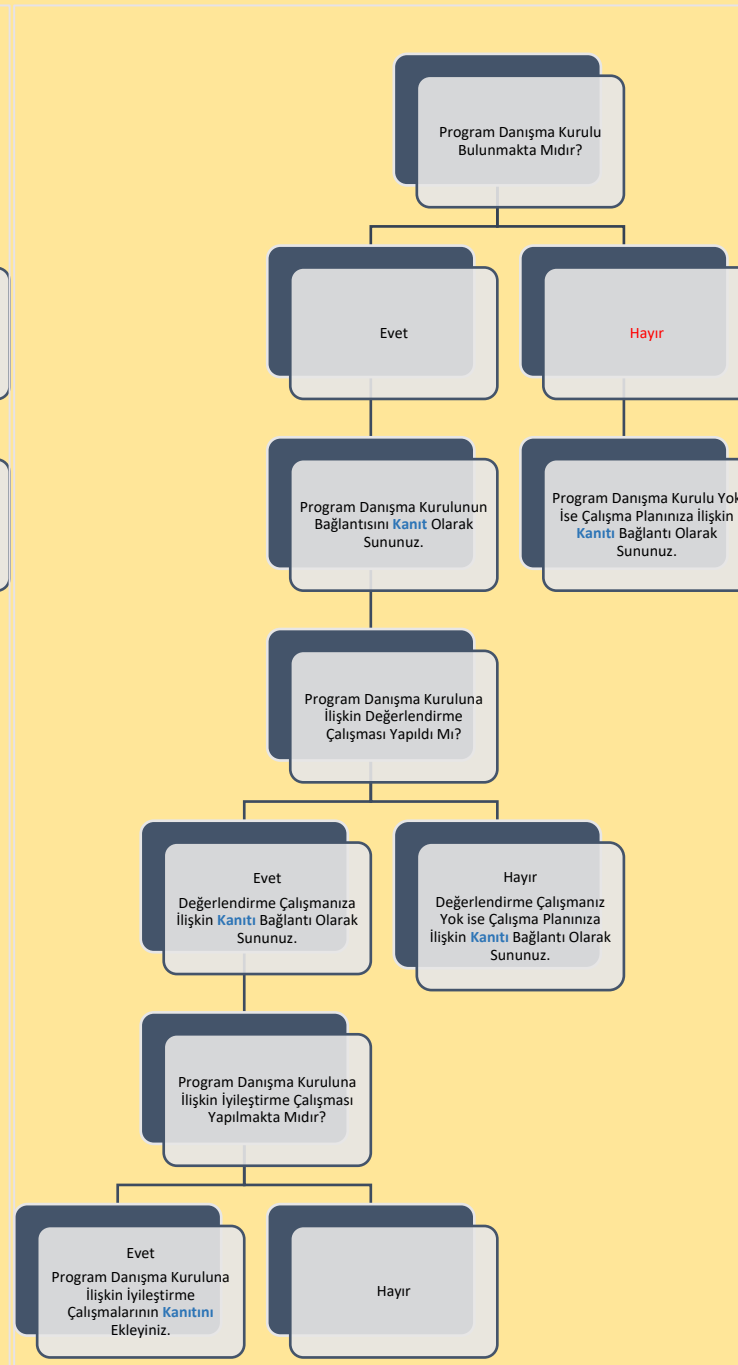 Program Danışma Kurulu
Bulunmakta Mıdır?
Evet
Hayır
Program Danışma Kurulunun
Bağlantısını Kanıt Olarak
Sununuz.
Program Danışma Kurulu Yok
İse Çalışma Planınıza İlişkin
Kanıtı Bağlantı Olarak
Sununuz.
Program Danışma Kuruluna
İlişkin Değerlendirme
Çalışması Yapıldı Mı?
Evet
Değerlendirme Çalışmanıza
İlişkin Kanıtı Bağlantı Olarak
Sununuz.
Hayır
Değerlendirme Çalışmanız
Yok ise Çalışma Planınıza
İlişkin Kanıtı Bağlantı Olarak
Sununuz.
Program Danışma Kuruluna
İlişkin İyileştirme Çalışması
Yapılmakta Mıdır?
Evet
Program Danışma Kuruluna
İlişkin İyileştirme
Çalışmalarının Kanıtını
Ekleyiniz.
Hayır